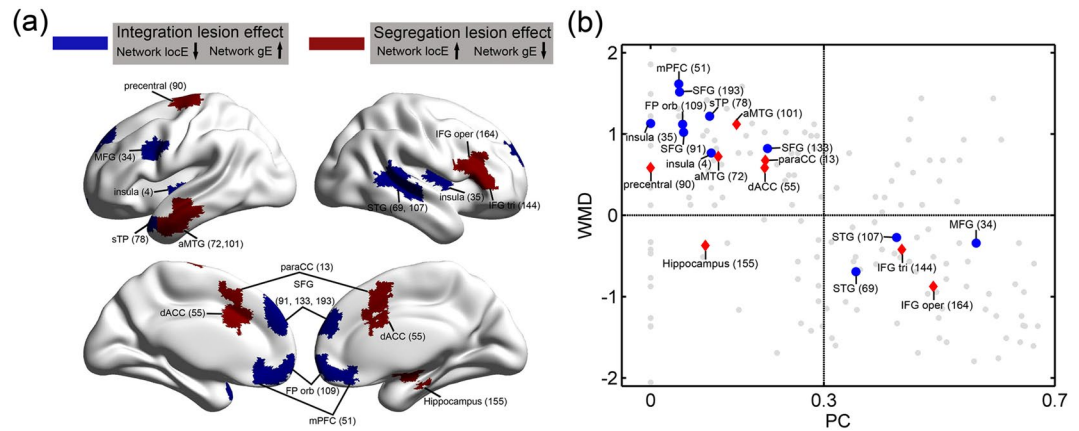 (a)
Integration lesion effect
Network locE ↓ Network gE ↑
Segregation lesion effect
Network locE ↑ Network gE ↓
precentral (90)
MFG (34)
insula (4)
sTP (78)
aMTG (72,101)
IFG oper (164)
STG (69, 107)
insula (35)
IFG tri (144)
paraCC (13)
SFG
(91, 133, 193)
dACC (55)
dACC (55)
FP orb (109)
mPFC (51)
Hippocampus (155)
(b)
WMD
2
1
0
-1
-2
mPFC (51)
SFG (193)
FP orb (109)
sTP (78)
aMTG (101)
insula (35)
SFG (91)
SFG (133)
insula (4)
paraCC (13)
aMTG (72)
precentral (90)
dACC (55)
Hippocampus (155)
STG (107)
MFG (34)
IFG tri (144)
STG (69)
IFG oper (164)
0
0.3
0.7
PC